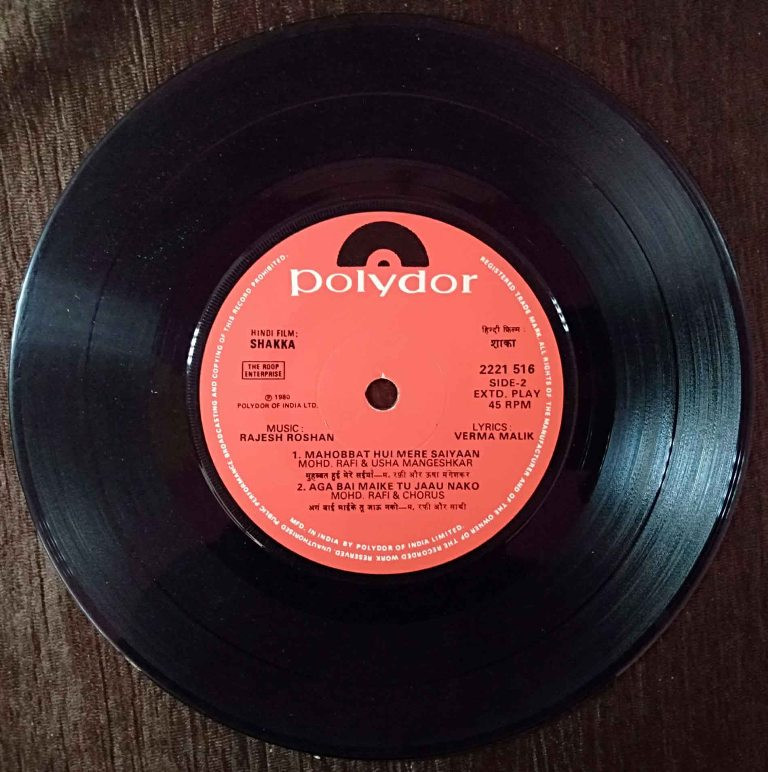 polydor
HINDI FILM:
SHAKKA
हिन्दी फिल्म :
शाका
THE ROOP
ENTERPRISE
2221 516
SIDE-2
EXTD. PLAY
45 RPM
Ⓟ 1980
POLYDOR OF INDIA LTD.
MUSIC:
RAJESH ROSHAN
LYRICS:
VERMA MALIK
1. MAHOBBAT HUI MERE SAIYAAN
MOHD. RAFI & USHA MANGESHKAR
मुहब्बत हुई मेरे सईयाँ—म. रफ़ी और ऊषा मंगेशकर
2. AGA BAI MAIKE TU JAAU NAKO
MOHD. RAFI & CHORUS
अगं बाई माईके तू जाऊ नको—म. रफ़ी और साथी
REGISTERED TRADE MARK. ALL RIGHTS OF THE MANUFACTURER AND OF THE OWNER OF THE RECORDED WORK RESERVED. UNAUTHORISED PUBLIC PERFORMANCE BROADCASTING AND COPYING OF THIS RECORD PROHIBITED.
MFD. IN INDIA BY POLYDOR OF INDIA LIMITED.